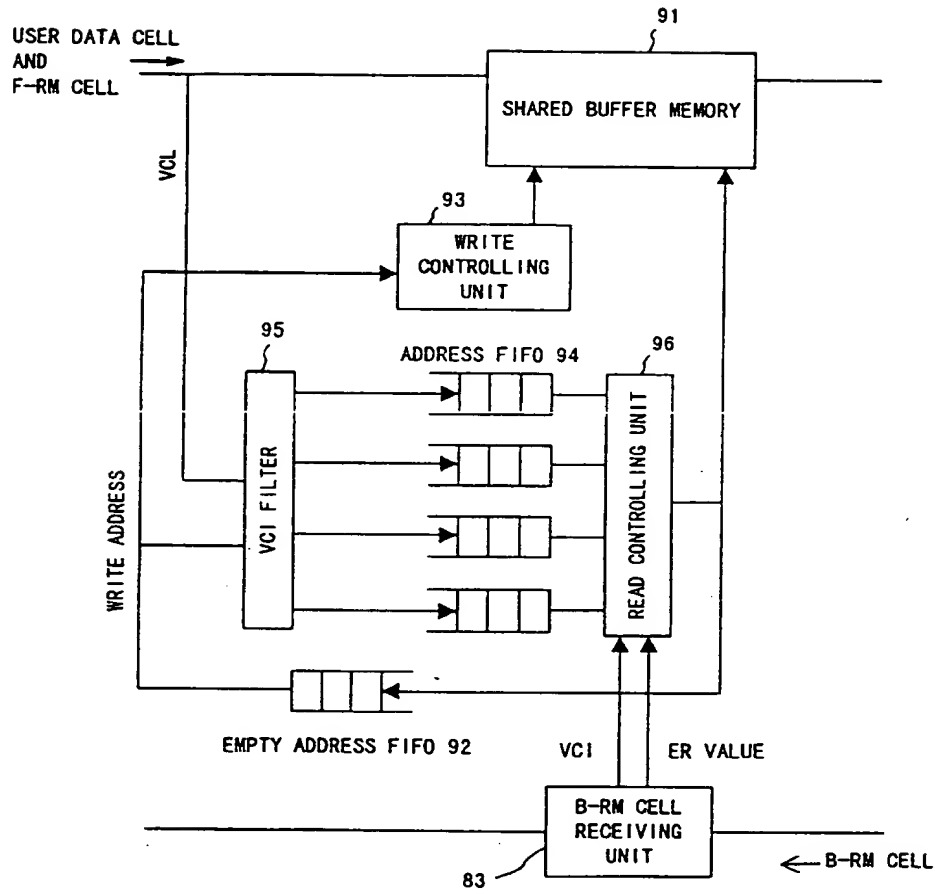 USER DATA CELL
AND
F-RM CELL
91
SHARED BUFFER MEMORY
VCL
93
WRITE
CONTROLLING
UNIT
95
ADDRESS FIFO 94
96
VCI FILTER
READ CONTROLLING UNIT
WRITE ADDRESS
EMPTY ADDRESS FIFO 92
VCI
ER VALUE
B-RM CELL
RECEIVING
UNIT
83
B-RM CELL